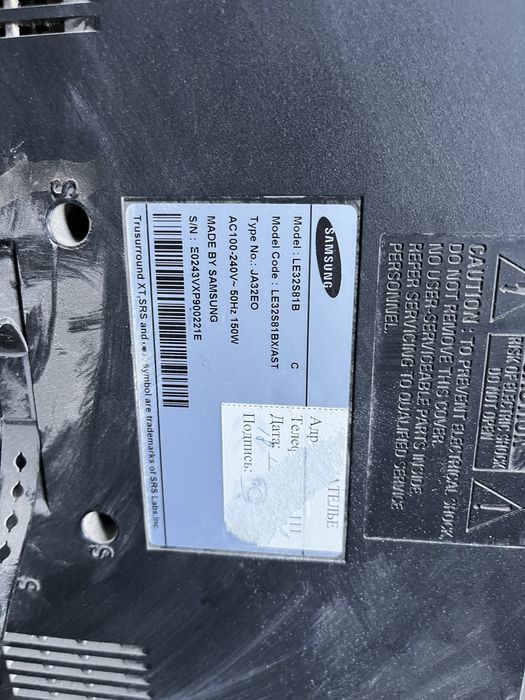 SAMSUNG
Model : LE32S81B C
Model Code : LE32S81BX/AST
Type No. : JA32EO
AC100-240V~ 50Hz 150W
MADE BY SAMSUNG
S/N : E0243VXP900221E
Trusurround XT,SRS and symbol are trademarks of SRS Labs, Inc.
АТЕЛЬЕ
Адр
Дата:
Подпись:
RISK OF ELECTRIC SHOCK
DO NOT OPEN
CAUTION : TO PREVENT ELECTRICAL SHOCK,
DO NOT REMOVE THIS COVER.
NO USER-SERVICEABLE PARTS INSIDE.
REFER SERVICING TO QUALIFIED SERVICE
PERSONNEL.
S
S